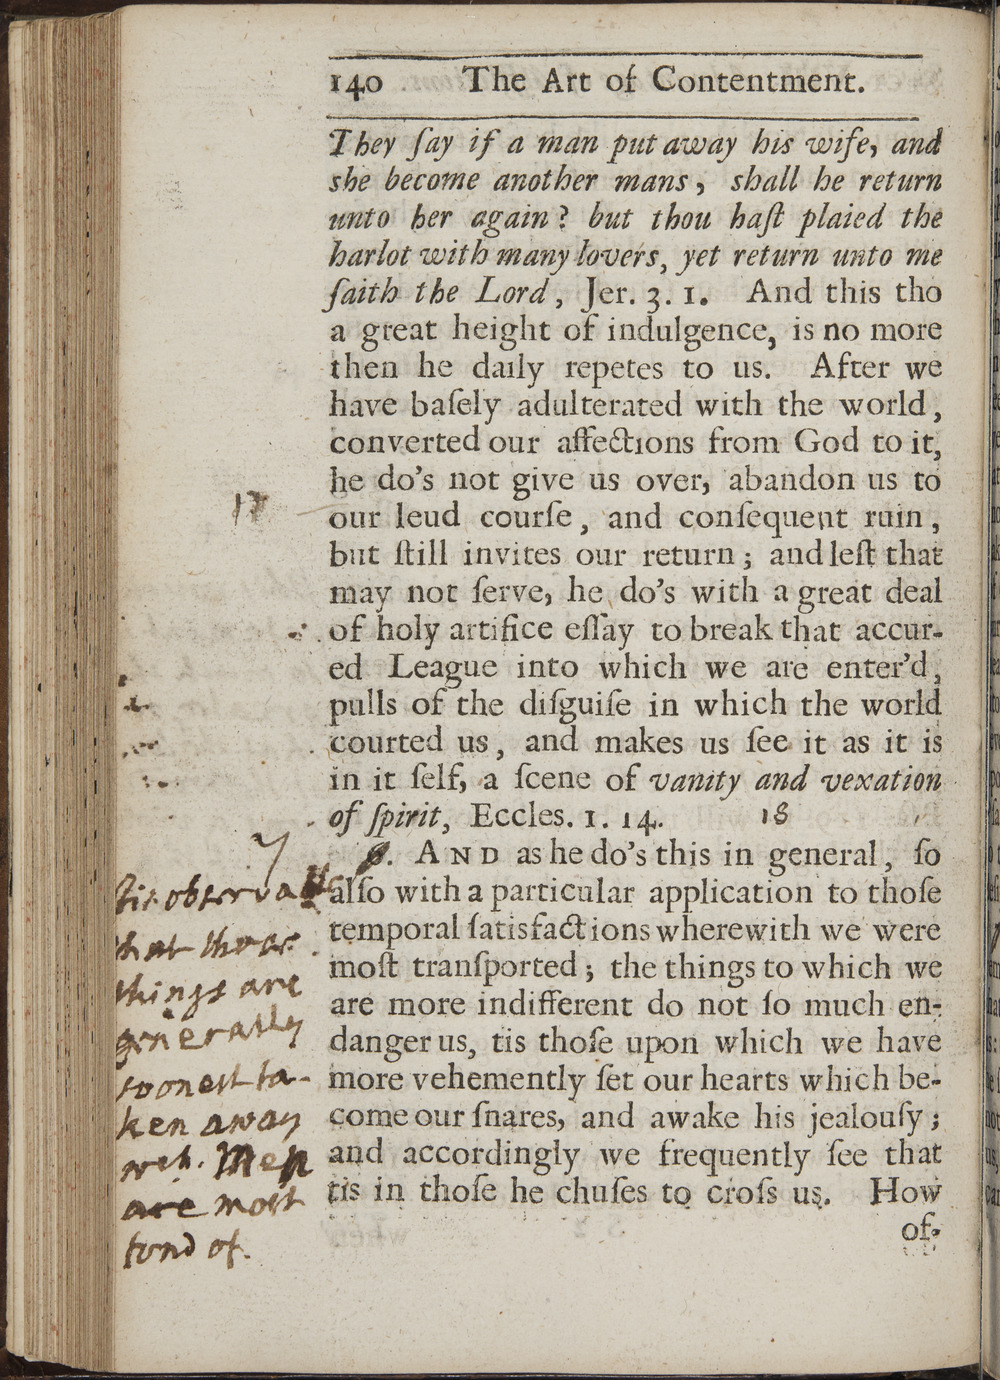 140 The Art of Contentment.
They ſay if a man put away his wife, and
she become another mans, shall he return
unto her again? but thou haſt plaied the
harlot with many lovers, yet return unto me
ſaith the Lord, Jer. 3. 1. And this tho
a great height of indulgence, is no more
then he daily repetes to us. After we
have baſely adulterated with the world,
converted our affections from God to it,
he do's not give us over, abandon us to
17
our leud courſe, and conſequent ruin,
but ſtill invites our return; and leſt that
may not ſerve, he do's with a great deal
of holy artifice eſſay to break that accur-
ed League into which we are enter'd,
pulls of the diſguiſe in which the world
courted us, and makes us ſee it as it is
in it ſelf, a ſcene of vanity and vexation
of ſpirit, Eccles. 1. 14. 18
AND as he do's this in general, ſo
alſo with a particular application to thoſe
temporal ſatisfactions wherewith we were
moſt tranſported; the things to which we
are more indifferent do not ſo much en-
danger us, tis thoſe upon which we have
more vehemently ſet our hearts which be-
come our ſnares, and awake his jealouſy;
and accordingly we frequently ſee that
tis in thoſe he chuſes to croſs us. How
of-
tis observa
that those
things are
generally
soonest ta-
ken away
wch. Men
are most
fond of.